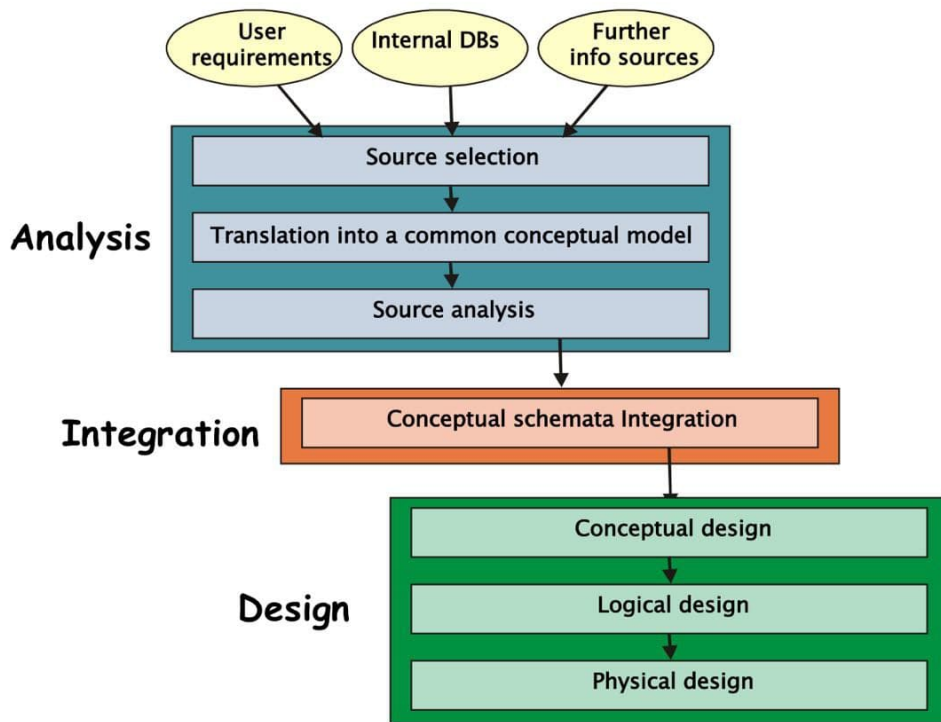 User
requirements
Internal DBs
Further
info sources
Analysis
Source selection
Translation into a common conceptual model
Source analysis
Integration
Conceptual schemata Integration
Design
Conceptual design
Logical design
Physical design